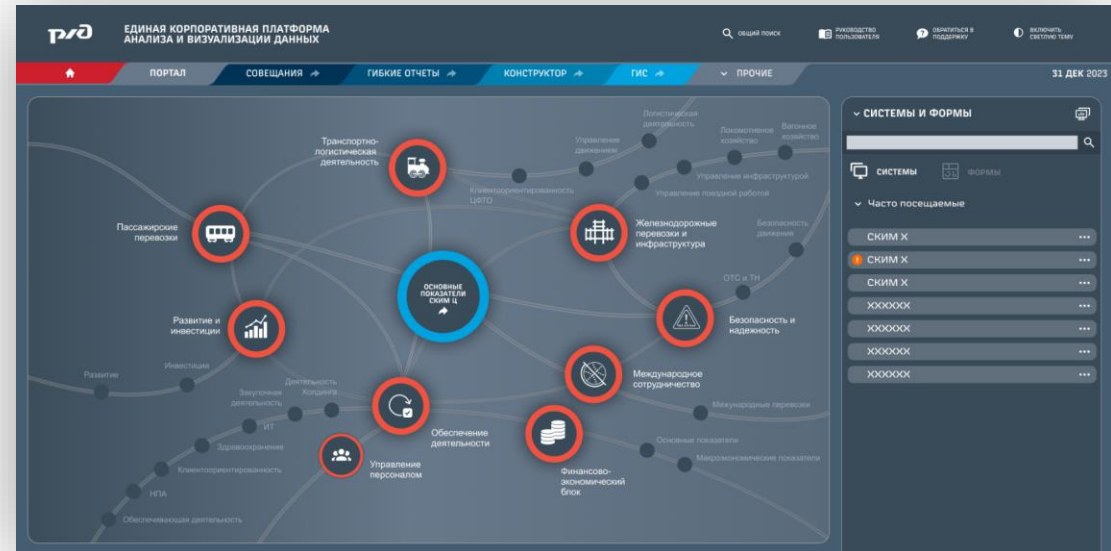 ржд
ЕДИНАЯ КОРПОРАТИВНАЯ ПЛАТФОРМА
АНАЛИЗА И ВИЗУАЛИЗАЦИИ ДАННЫХ
ОБЩИЙ ПОИСК
РУКОВОДСТВО
ПОЛЬЗОВАТЕЛЯ
ОБРАТИТЬСЯ В
ПОДДЕРЖКУ
ВКЛЮЧИТЬ
СВЕТЛУЮ ТЕМУ
ПОРТАЛ
СОВЕЩАНИЯ
ГИБКИЕ ОТЧЕТЫ
КОНСТРУКТОР
ГИС
ПРОЧИЕ
31 ДЕК 2023
Транспортно-
логистическая
деятельность
Логистическая
деятельность
Управление
движением
Локомотивное
хозяйство
Вагонное
хозяйство
Клиентоориентированность
ЦФТО
Управление инфраструктурой
Управление поездной работой
Пассажирские
перевозки
Железнодорожные
перевозки и
инфраструктура
Безопасность
движения
ОСНОВНЫЕ
ПОКАЗАТЕЛИ
СКИМ Ц
ОТС и ТН
Развитие и
инвестиции
Безопасность и
надежность
Развитие
Инвестиции
Закупочная
деятельность
Деятельность
Холдинга
Международное
сотрудничество
Международные перевозки
ИТ
Обеспечение
деятельности
Здравоохранение
Управление
персоналом
Клиентоориентированность
НПА
Обеспечивающая деятельность
Финансово-
экономический
блок
Основные показатели
Макроэкономические показатели
СИСТЕМЫ И ФОРМЫ
СИСТЕМЫ
ФОРМЫ
Часто посещаемые
СКИМ X
СКИМ X
СКИМ X
XXXXXX
XXXXXX
XXXXXX
XXXXXX